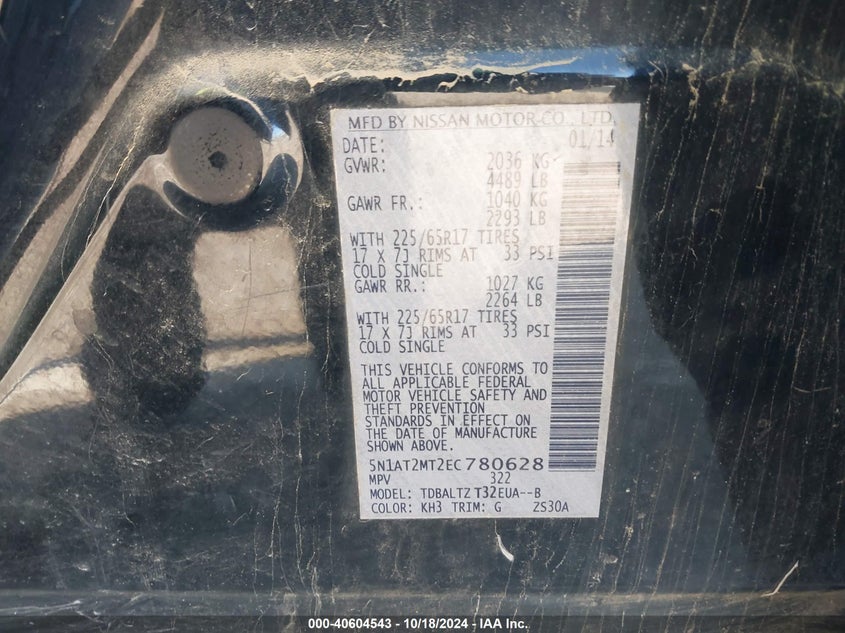 MFD BY NISSAN MOTOR CO., LTD.
DATE: 01/14
GVWR: 2036 KG
4489 LB
GAWR FR.: 1040 KG
2293 LB
WITH 225/65R17 TIRES
17 X 7J RIMS AT 33 PSI
COLD SINGLE
GAWR RR.: 1027 KG
2264 LB
WITH 225/65R17 TIRES
17 X 7J RIMS AT 33 PSI
COLD SINGLE
THIS VEHICLE CONFORMS TO
ALL APPLICABLE FEDERAL
MOTOR VEHICLE SAFETY AND
THEFT PREVENTION
STANDARDS IN EFFECT ON
THE DATE OF MANUFACTURE
SHOWN ABOVE.
5N1AT2MT2EC780628
MPV 322
MODEL: TDBALTZ T32EUA--B
COLOR: KH3 TRIM: G ZS30A
000-40604543 - 10/18/2024 - IAA Inc.